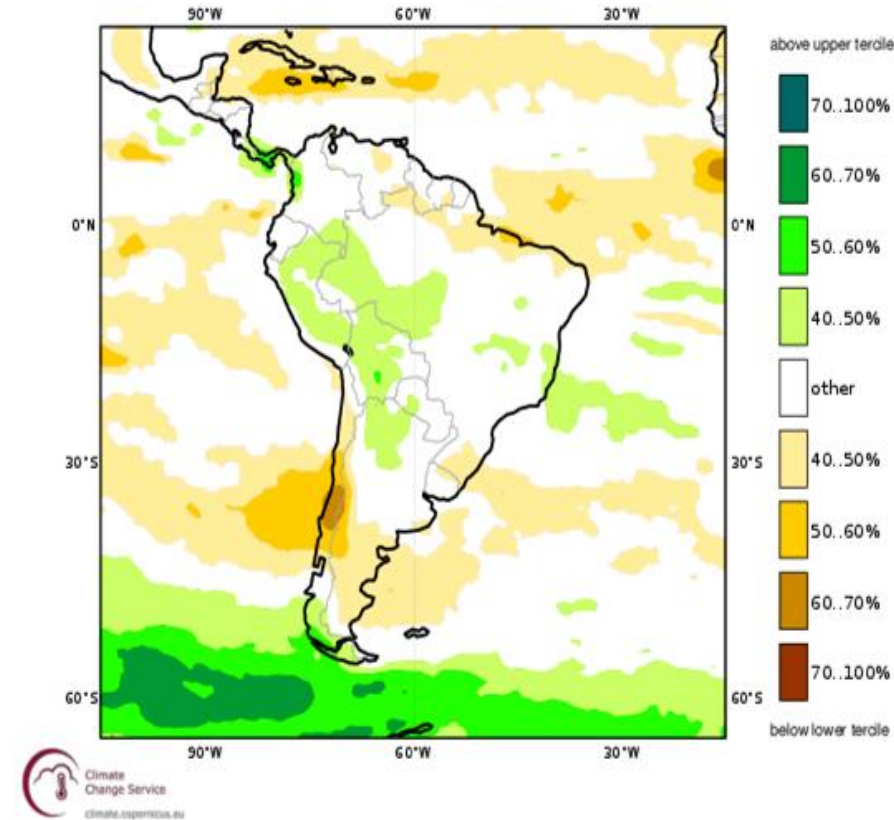 90°W 60°W 30°W
above upper tercile
70..100%
60..70%
50..60%
40..50%
other
40..50%
50..60%
60..70%
70..100%
below lower tercile
0°N 0°N
30°S 30°S
60°S 60°S
90°W 60°W 30°W
Climate
Change Service
climate.copernicus.eu